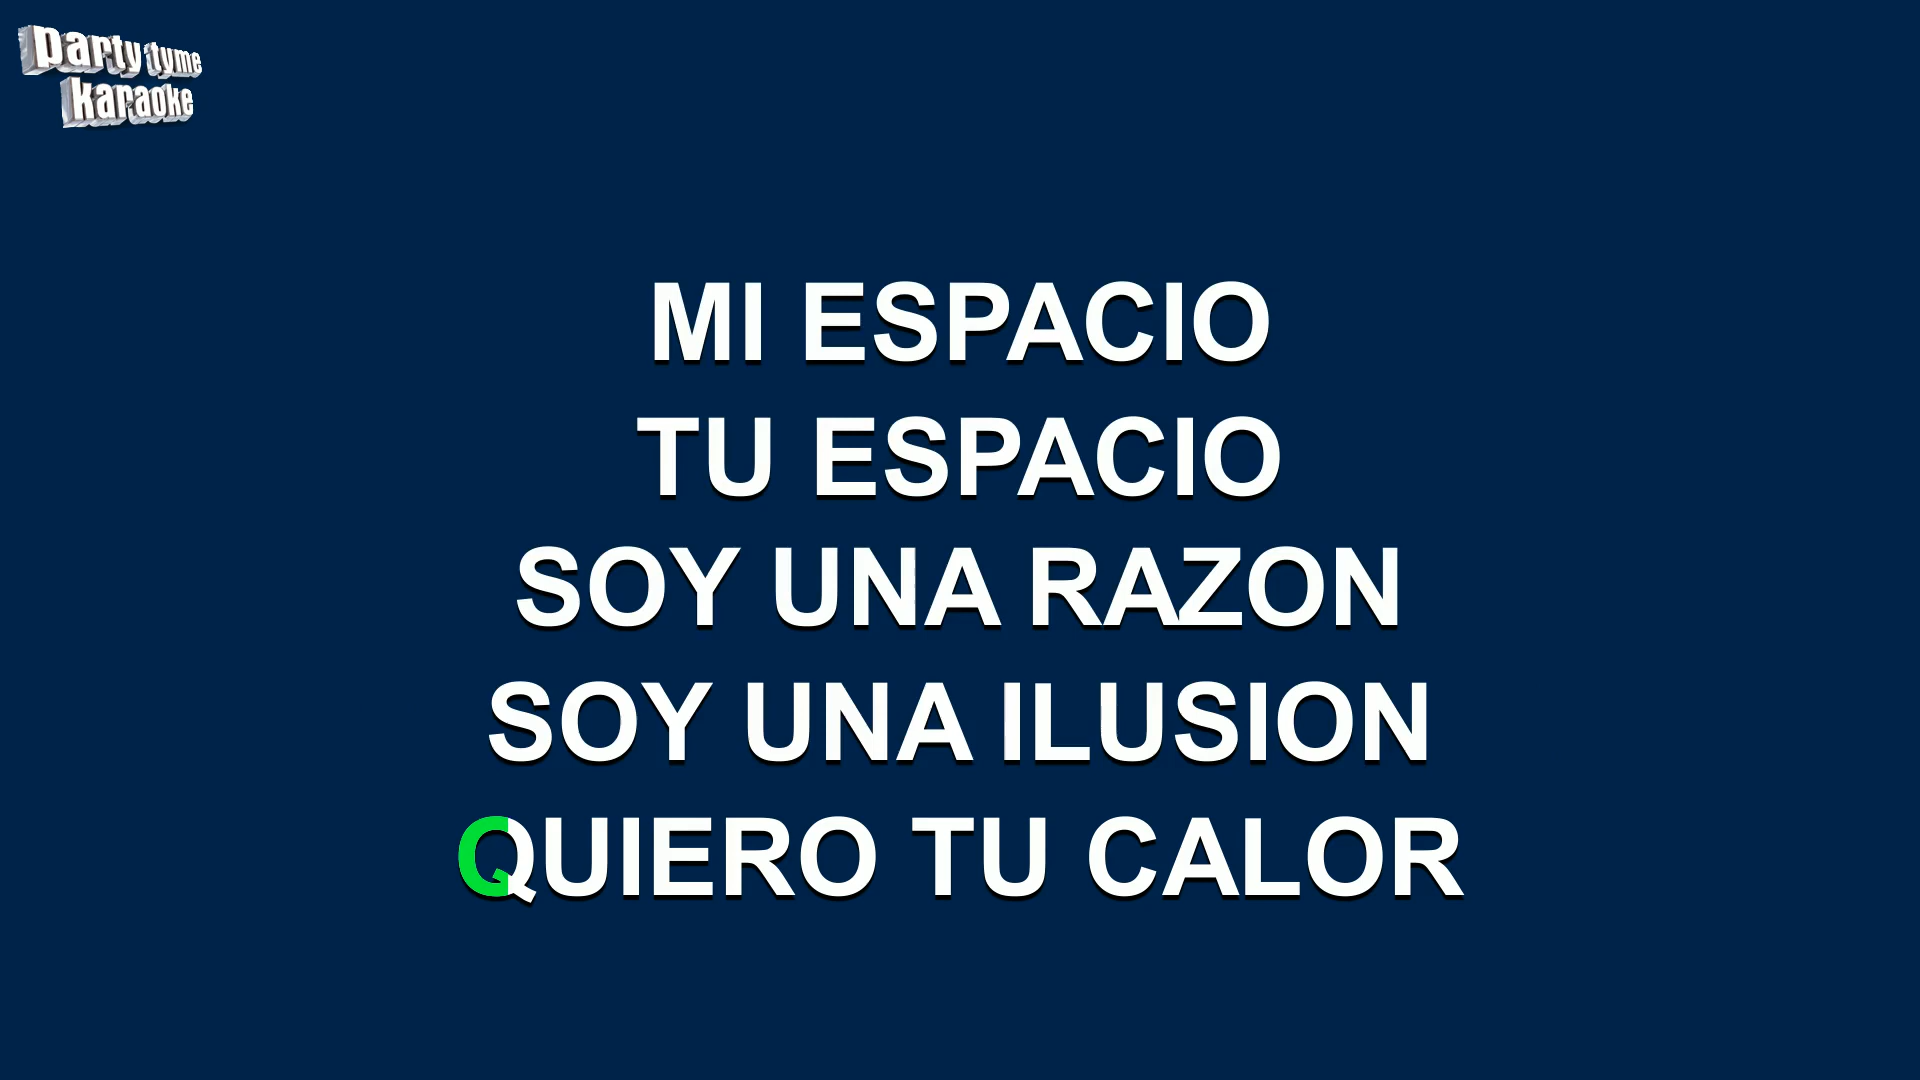 party tyme
karaoke
MI ESPACIO
TU ESPACIO
SOY UNA RAZON
SOY UNA ILUSION
QUIERO TU CALOR